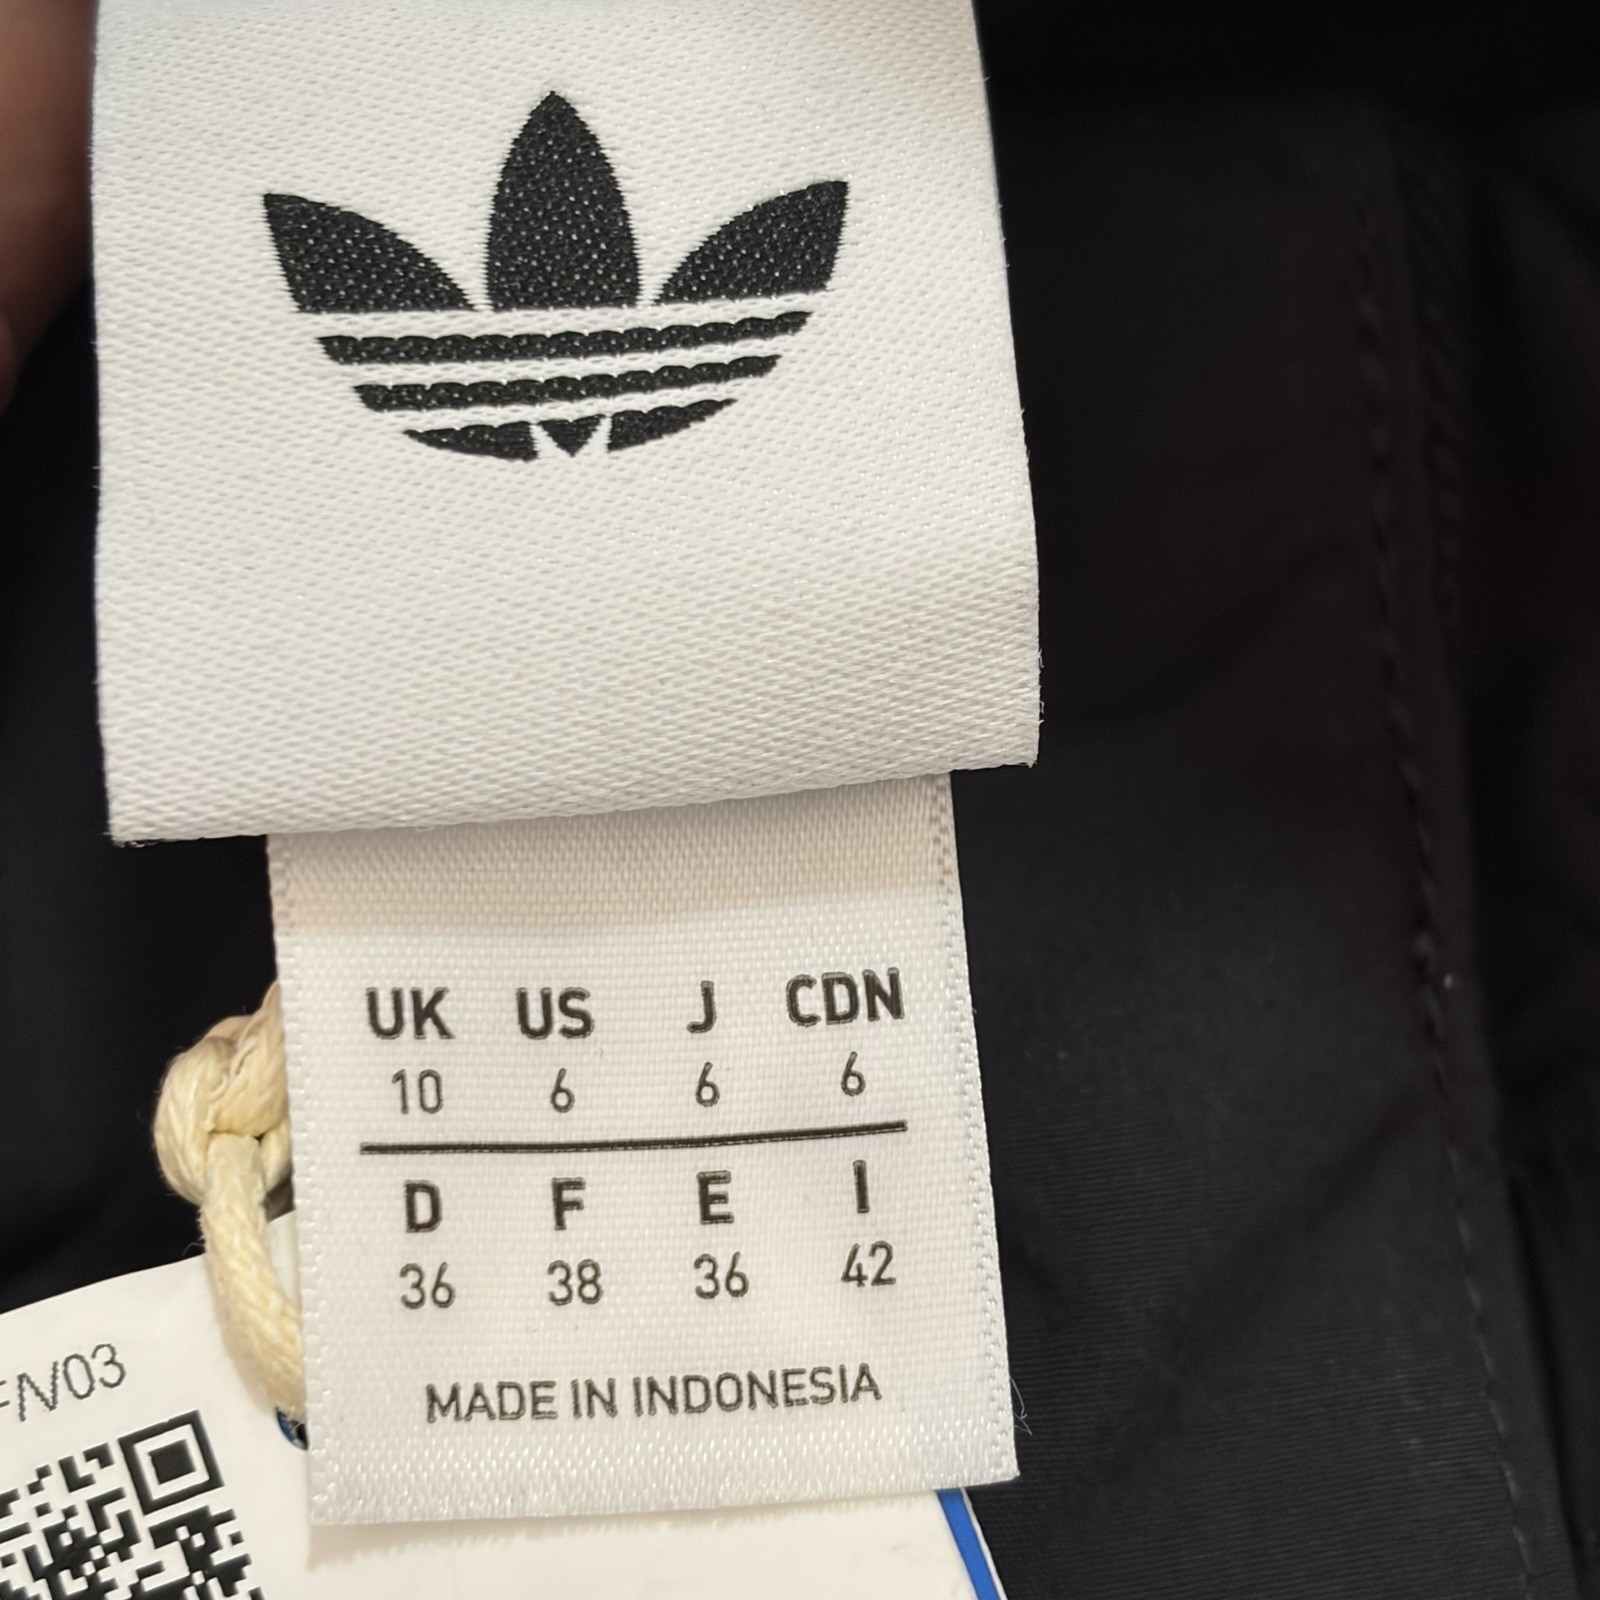 UK US J CDN
10 6 6 6
D F E I
36 38 36 42
MADE IN INDONESIA
FN03